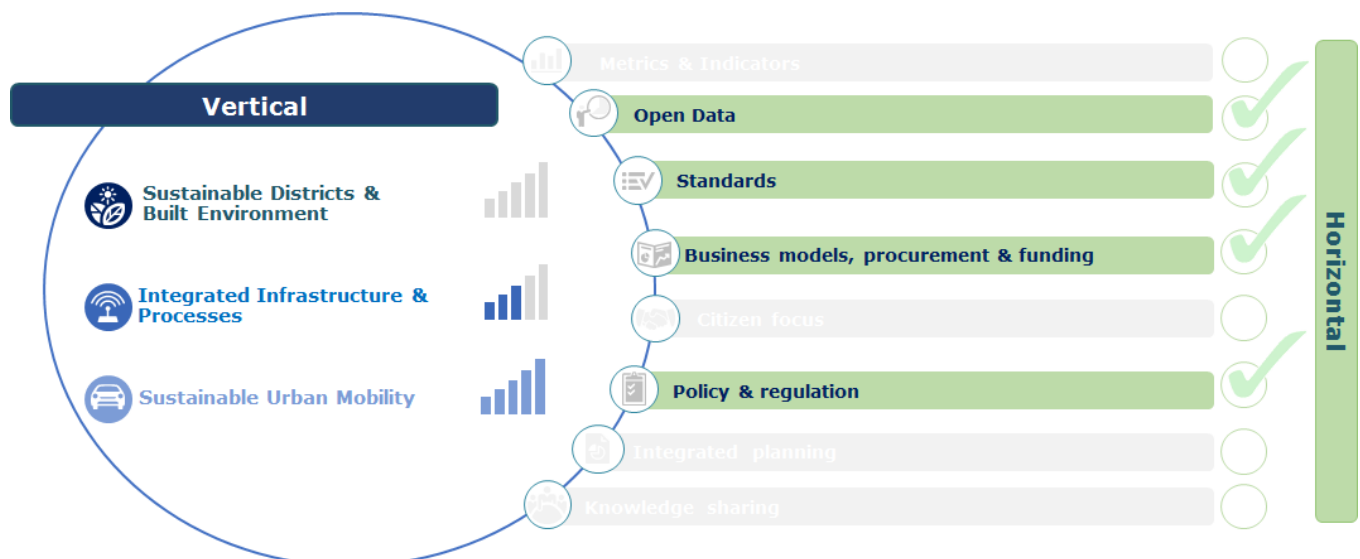 Vertical
Sustainable Districts &
Built Environment
Integrated Infrastructure &
Processes
Sustainable Urban Mobility
Metrics & Indicators
Open Data
Standards
Business models, procurement & funding
Citizen focus
Policy & regulation
Integrated planning
Knowledge sharing
Horizontal